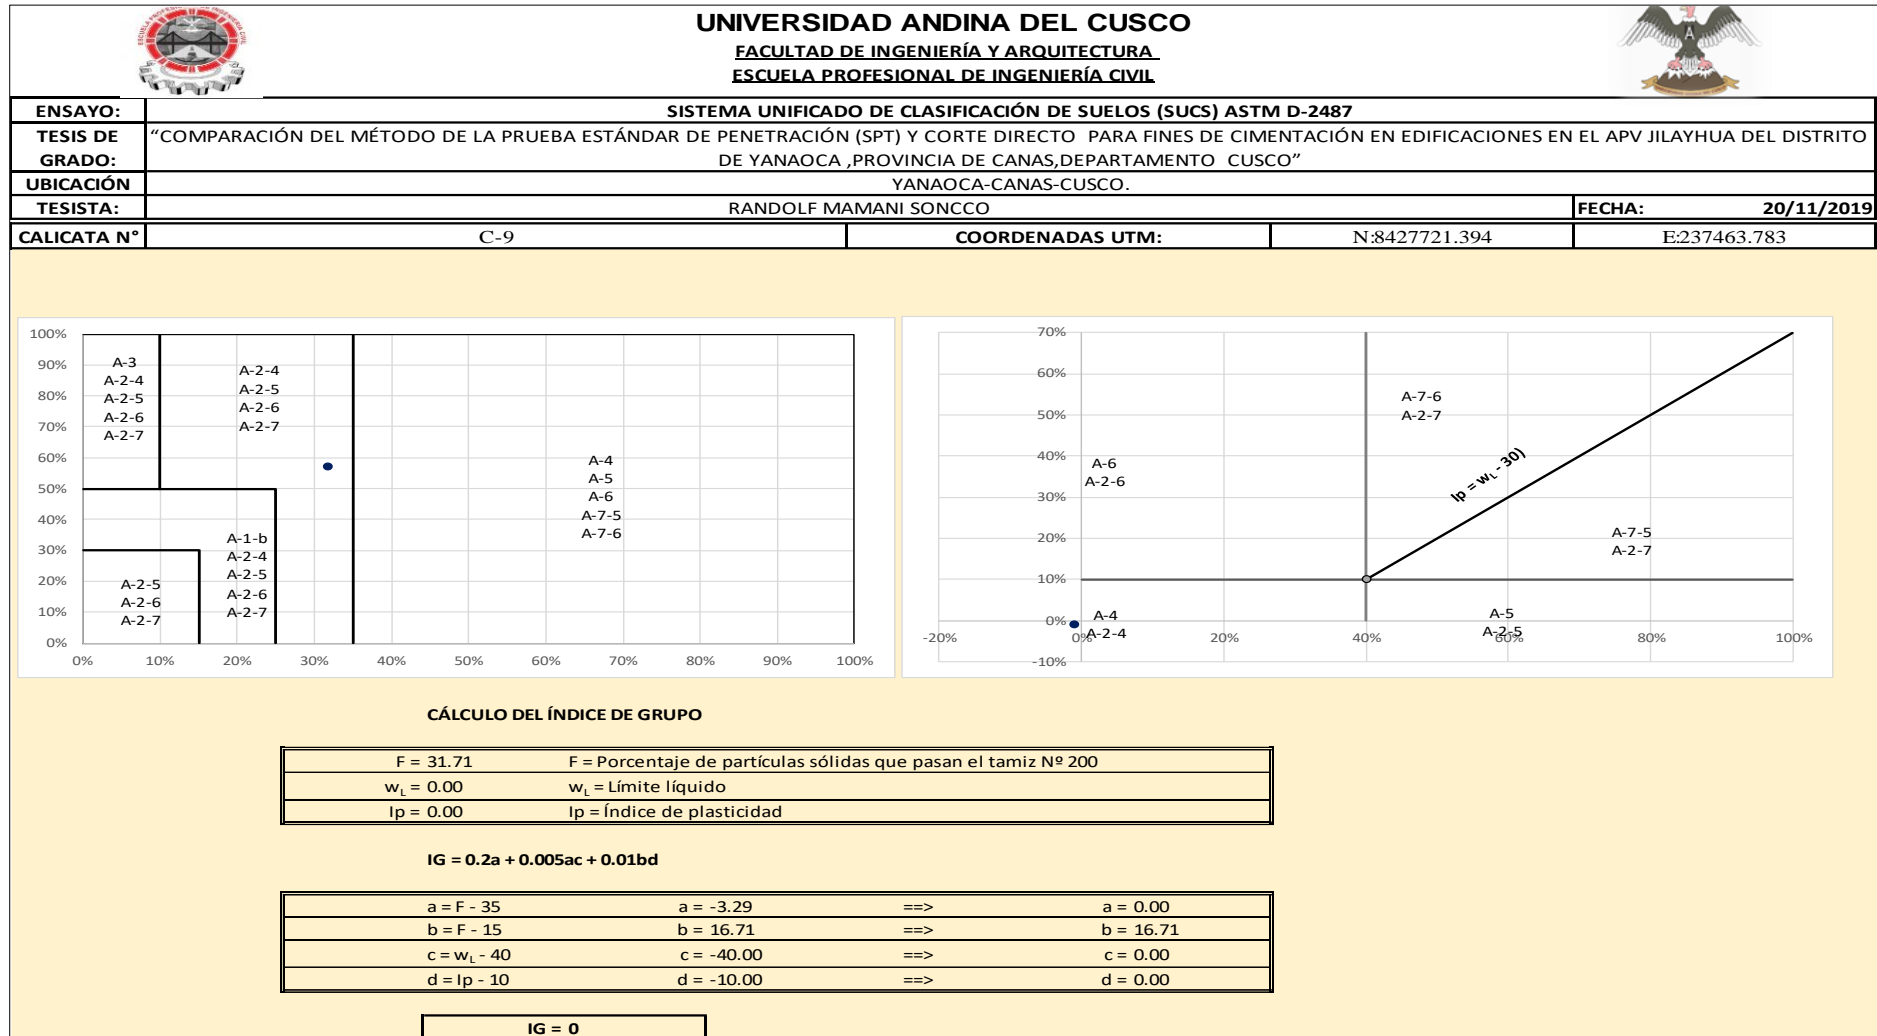 UNIVERSIDAD ANDINA DEL CUSCO
FACULTAD DE INGENIERÍA Y ARQUITECTURA
ESCUELA PROFESIONAL DE INGENIERÍA CIVIL
ENSAYO: SISTEMA UNIFICADO DE CLASIFICACIÓN DE SUELOS (SUCS) ASTM D-2487
TESIS DE GRADO: “COMPARACIÓN DEL MÉTODO DE LA PRUEBA ESTÁNDAR DE PENETRACIÓN (SPT) Y CORTE DIRECTO PARA FINES DE CIMENTACIÓN EN EDIFICACIONES EN EL APV JILAYHUA DEL DISTRITO
DE YANAOCA ,PROVINCIA DE CANAS,DEPARTAMENTO CUSCO”
UBICACIÓN YANAOCA-CANAS-CUSCO.
TESISTA: RANDOLF MAMANI SONCCO FECHA: 20/11/2019
CALICATA N° C-9 COORDENADAS UTM: N:8427721.394 E:237463.783
100%
90%
80%
70%
60%
50%
40%
30%
20%
10%
0%
0% 10% 20% 30% 40% 50% 60% 70% 80% 90% 100%
A-3
A-2-4
A-2-5
A-2-6
A-2-7
A-2-4
A-2-5
A-2-6
A-2-7
A-4
A-5
A-6
A-7-5
A-7-6
A-1-b
A-2-4
A-2-5
A-2-6
A-2-7
A-2-5
A-2-6
A-2-7
70%
60%
50%
40%
30%
20%
10%
0%
-10%
-20% 0% 20% 40% 60% 80% 100%
A-7-6
A-2-7
A-6
A-2-6
Ip = wL - 30)
A-7-5
A-2-7
A-4
A-2-4
A-5
A-2-5
CÁLCULO DEL ÍNDICE DE GRUPO
F = 31.71 F = Porcentaje de partículas sólidas que pasan el tamiz Nº 200
wL = 0.00 wL = Límite líquido
Ip = 0.00 Ip = Índice de plasticidad
IG = 0.2a + 0.005ac + 0.01bd
a = F - 35 a = -3.29 ==> a = 0.00
b = F - 15 b = 16.71 ==> b = 16.71
c = wL - 40 c = -40.00 ==> c = 0.00
d = Ip - 10 d = -10.00 ==> d = 0.00
IG = 0